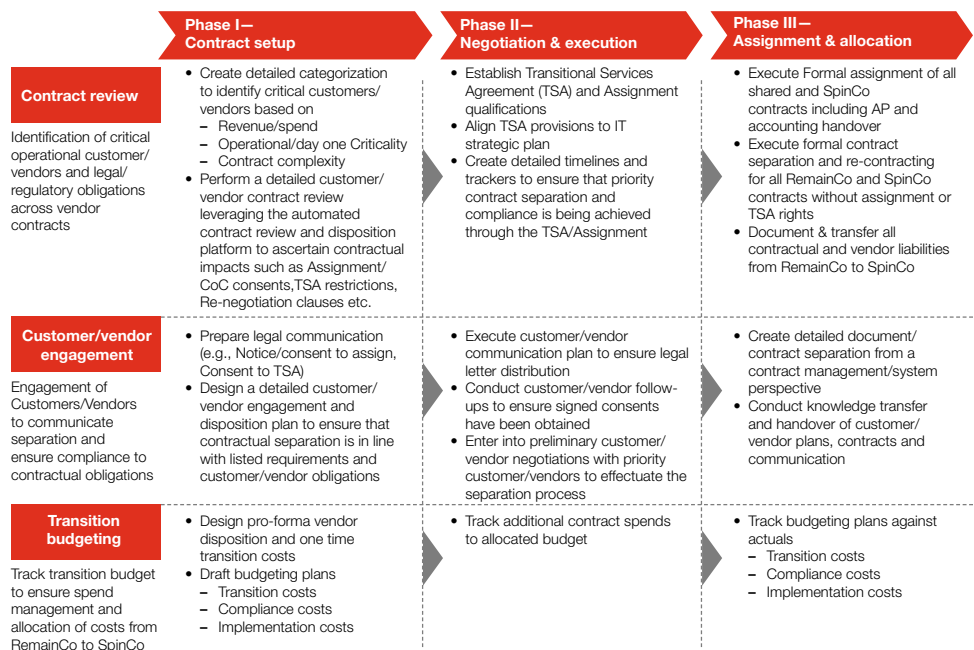 Phase I—
Contract setup
Phase II—
Negotiation & execution
Phase III—
Assignment & allocation
Contract review
Identification of critical
operational customer/
vendors and legal/
regulatory obligations
across vendor
contracts
• Create detailed categorization
to identify critical customers/
vendors based on
– Revenue/spend
– Operational/day one Criticality
– Contract complexity
• Perform a detailed customer/
vendor contract review
leveraging the automated
contract review and disposition
platform to ascertain contractual
impacts such as Assignment/
CoC consents,TSA restrictions,
Re-negotiation clauses etc.
• Establish Transitional Services
Agreement (TSA) and Assignment
qualifications
• Align TSA provisions to IT
strategic plan
• Create detailed timelines and
trackers to ensure that priority
contract separation and
compliance is being achieved
through the TSA/Assignment
• Execute Formal assignment of all
shared and SpinCo
contracts including AP and
accounting handover
• Execute formal contract
separation and re-contracting
for all RemainCo and SpinCo
contracts without assignment or
TSA rights
• Document & transfer all
contractual and vendor liabilities
from RemainCo to SpinCo
Customer/vendor
engagement
Engagement of
Customers/Vendors
to communicate
separation and
ensure compliance to
contractual obligations
• Prepare legal communication
(e.g., Notice/consent to assign,
Consent to TSA)
• Design a detailed customer/
vendor engagement and
disposition plan to ensure that
contractual separation is in line
with listed requirements and
customer/vendor obligations
• Execute customer/vendor
communication plan to ensure legal
letter distribution
• Conduct customer/vendor follow-
ups to ensure signed consents
have been obtained
• Enter into preliminary customer/
vendor negotiations with priority
customer/vendors to effectuate the
separation process
• Create detailed document/
contract separation from a
contract management/system
perspective
• Conduct knowledge transfer
and handover of customer/
vendor plans, contracts and
communication
Transition
budgeting
Track transition budget
to ensure spend
management and
allocation of costs from
RemainCo to SpinCo
• Design pro-forma vendor
disposition and one time
transition costs
• Draft budgeting plans
– Transition costs
– Compliance costs
– Implementation costs
• Track additional contract spends
to allocated budget
• Track budgeting plans against
actuals
– Transition costs
– Compliance costs
– Implementation costs